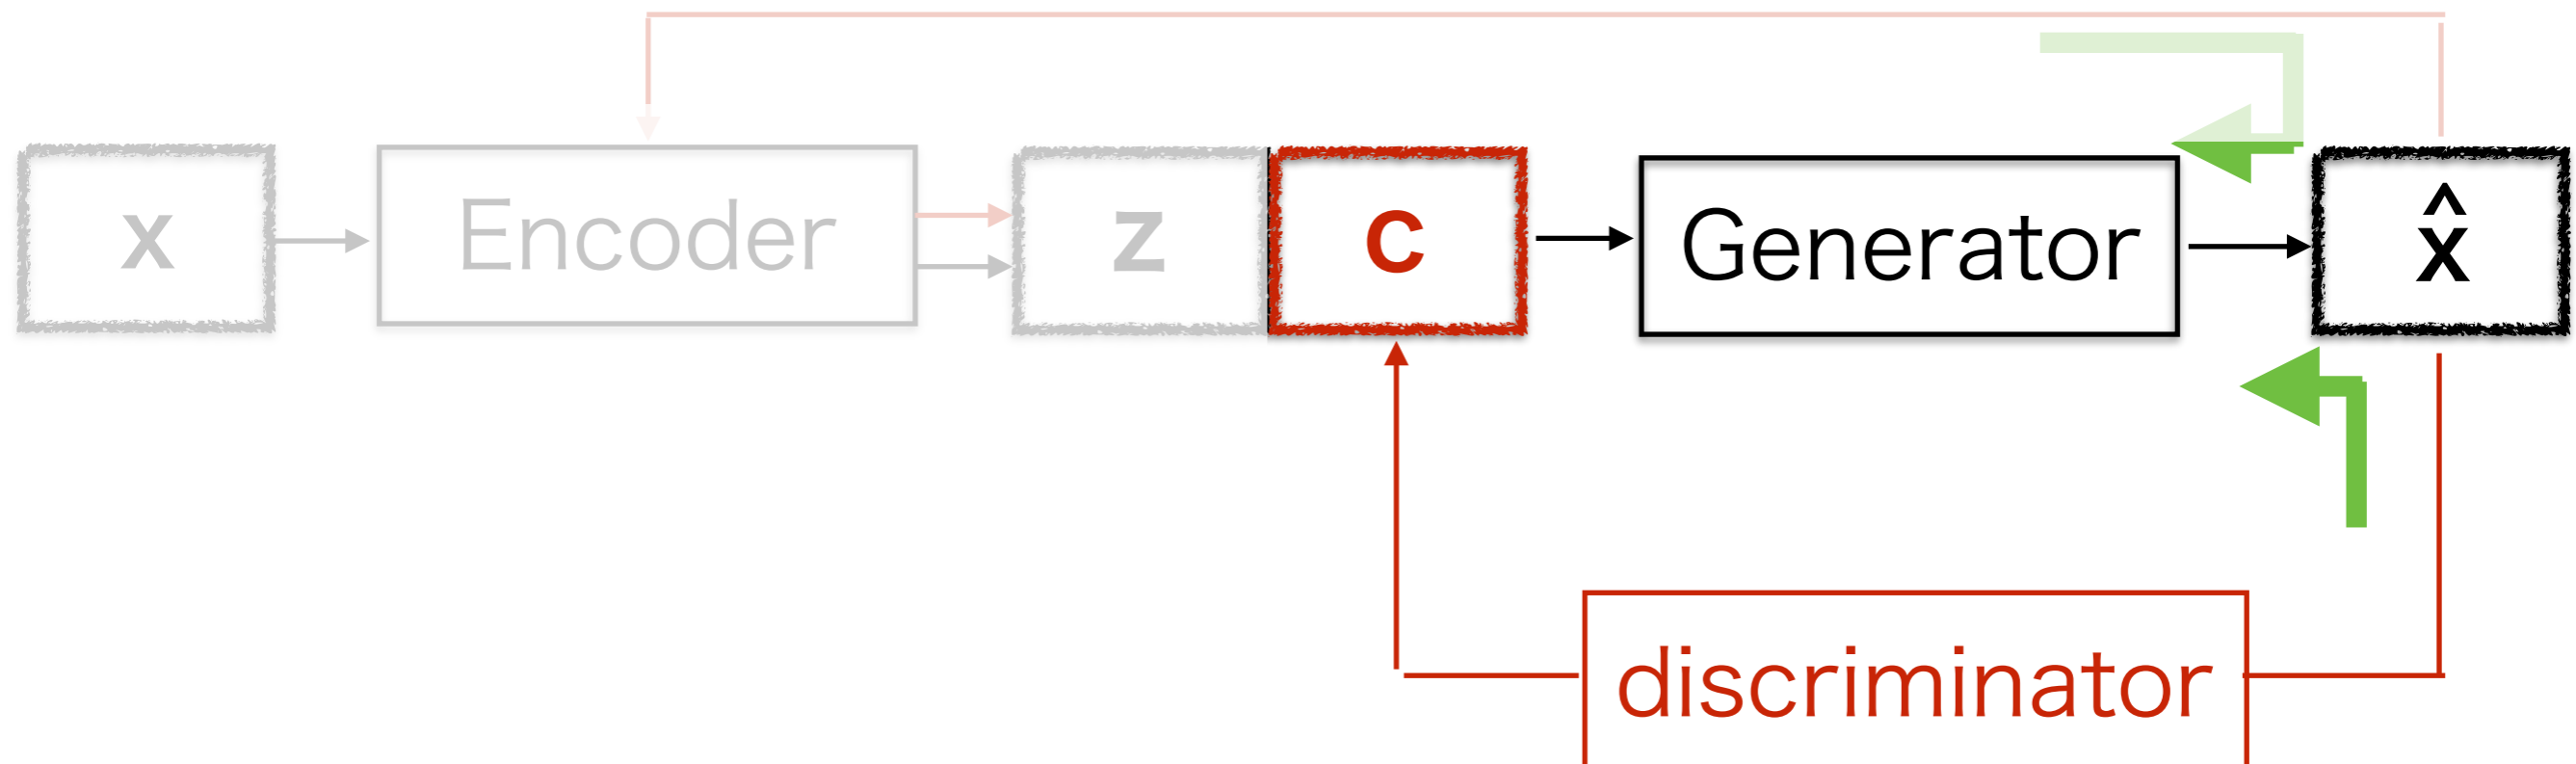 x
Encoder
z
c
Generator
x̂
discriminator